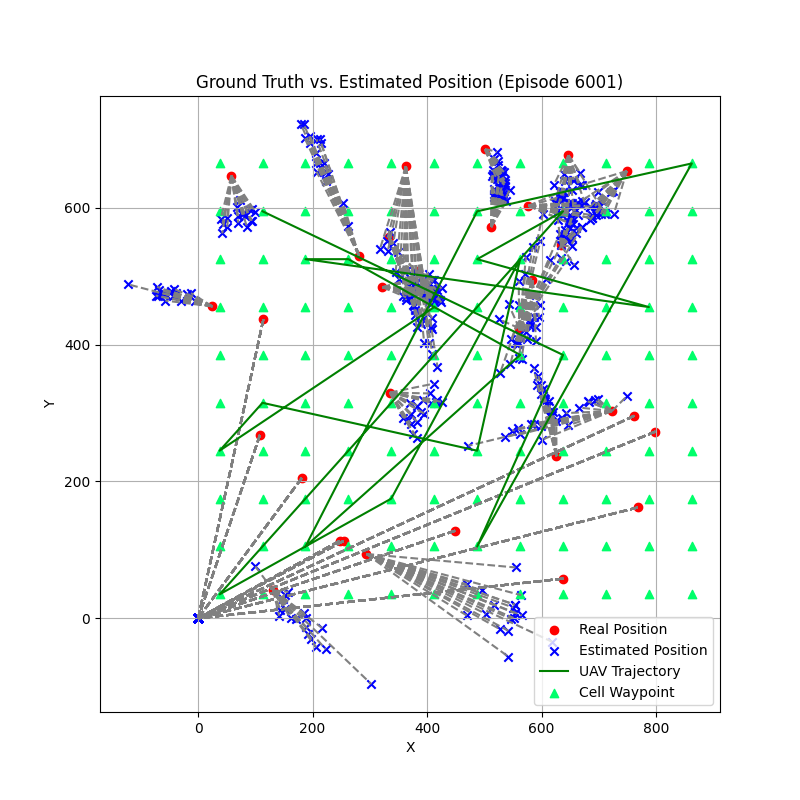 Ground Truth vs. Estimated Position (Episode 6001)
Y
600
400
200
0
0 200 400 600 800
X
Real Position
Estimated Position
UAV Trajectory
Cell Waypoint